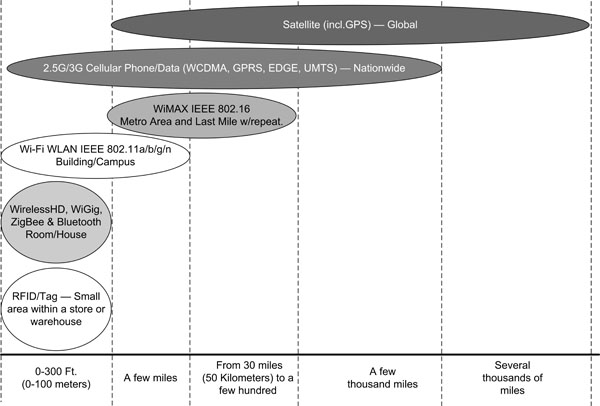 Satellite (incl.GPS) — Global
2.5G/3G Cellular Phone/Data (WCDMA, GPRS, EDGE, UMTS) — Nationwide
WiMAX IEEE 802.16
Metro Area and Last Mile w/repeat.
Wi-Fi WLAN IEEE 802.11a/b/g/n
Building/Campus
WirelessHD, WiGig,
ZigBee & Bluetooth
Room/House
RFID/Tag — Small
area within a store or
warehouse
0-300 Ft.
(0-100 meters)
A few miles
From 30 miles
(50 Kilometers) to a
few hundred
A few
thousand miles
Several
thousands of
miles